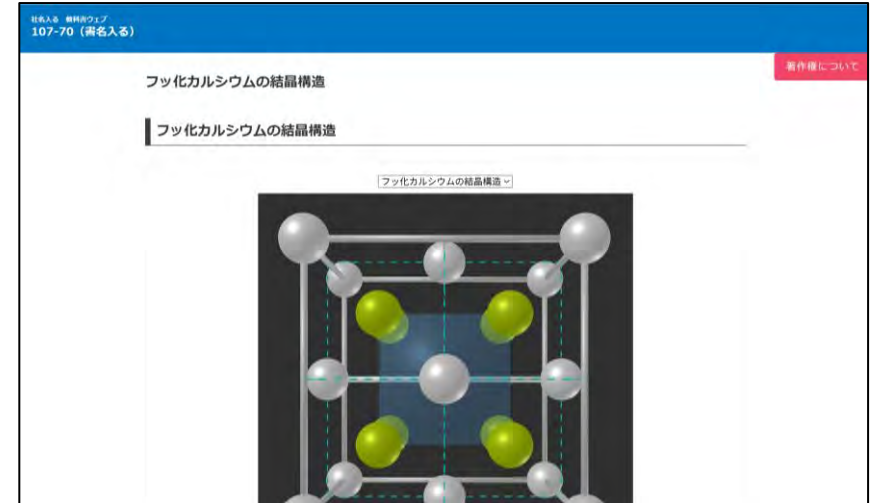 社名入る 教科書ウェブ
107-70（書名入る）
著作権について
フッ化カルシウムの結晶構造
フッ化カルシウムの結晶構造
フッ化カルシウムの結晶構造